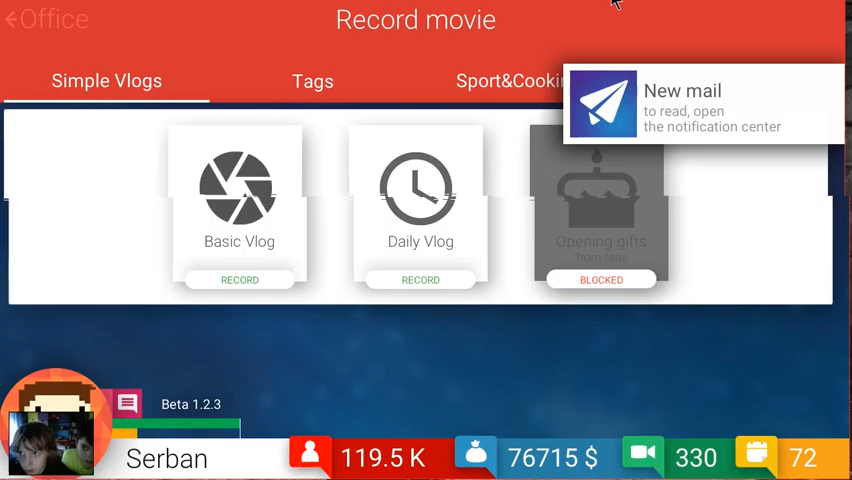 Office
Record movie
Simple Vlogs
Tags
Sport&Cookin
New mail
to read, open
the notification center
Basic Vlog
Daily Vlog
Opening gifts
from fans
RECORD
RECORD
BLOCKED
Beta 1.2.3
Serban
119.5 K
76715 $
330
72